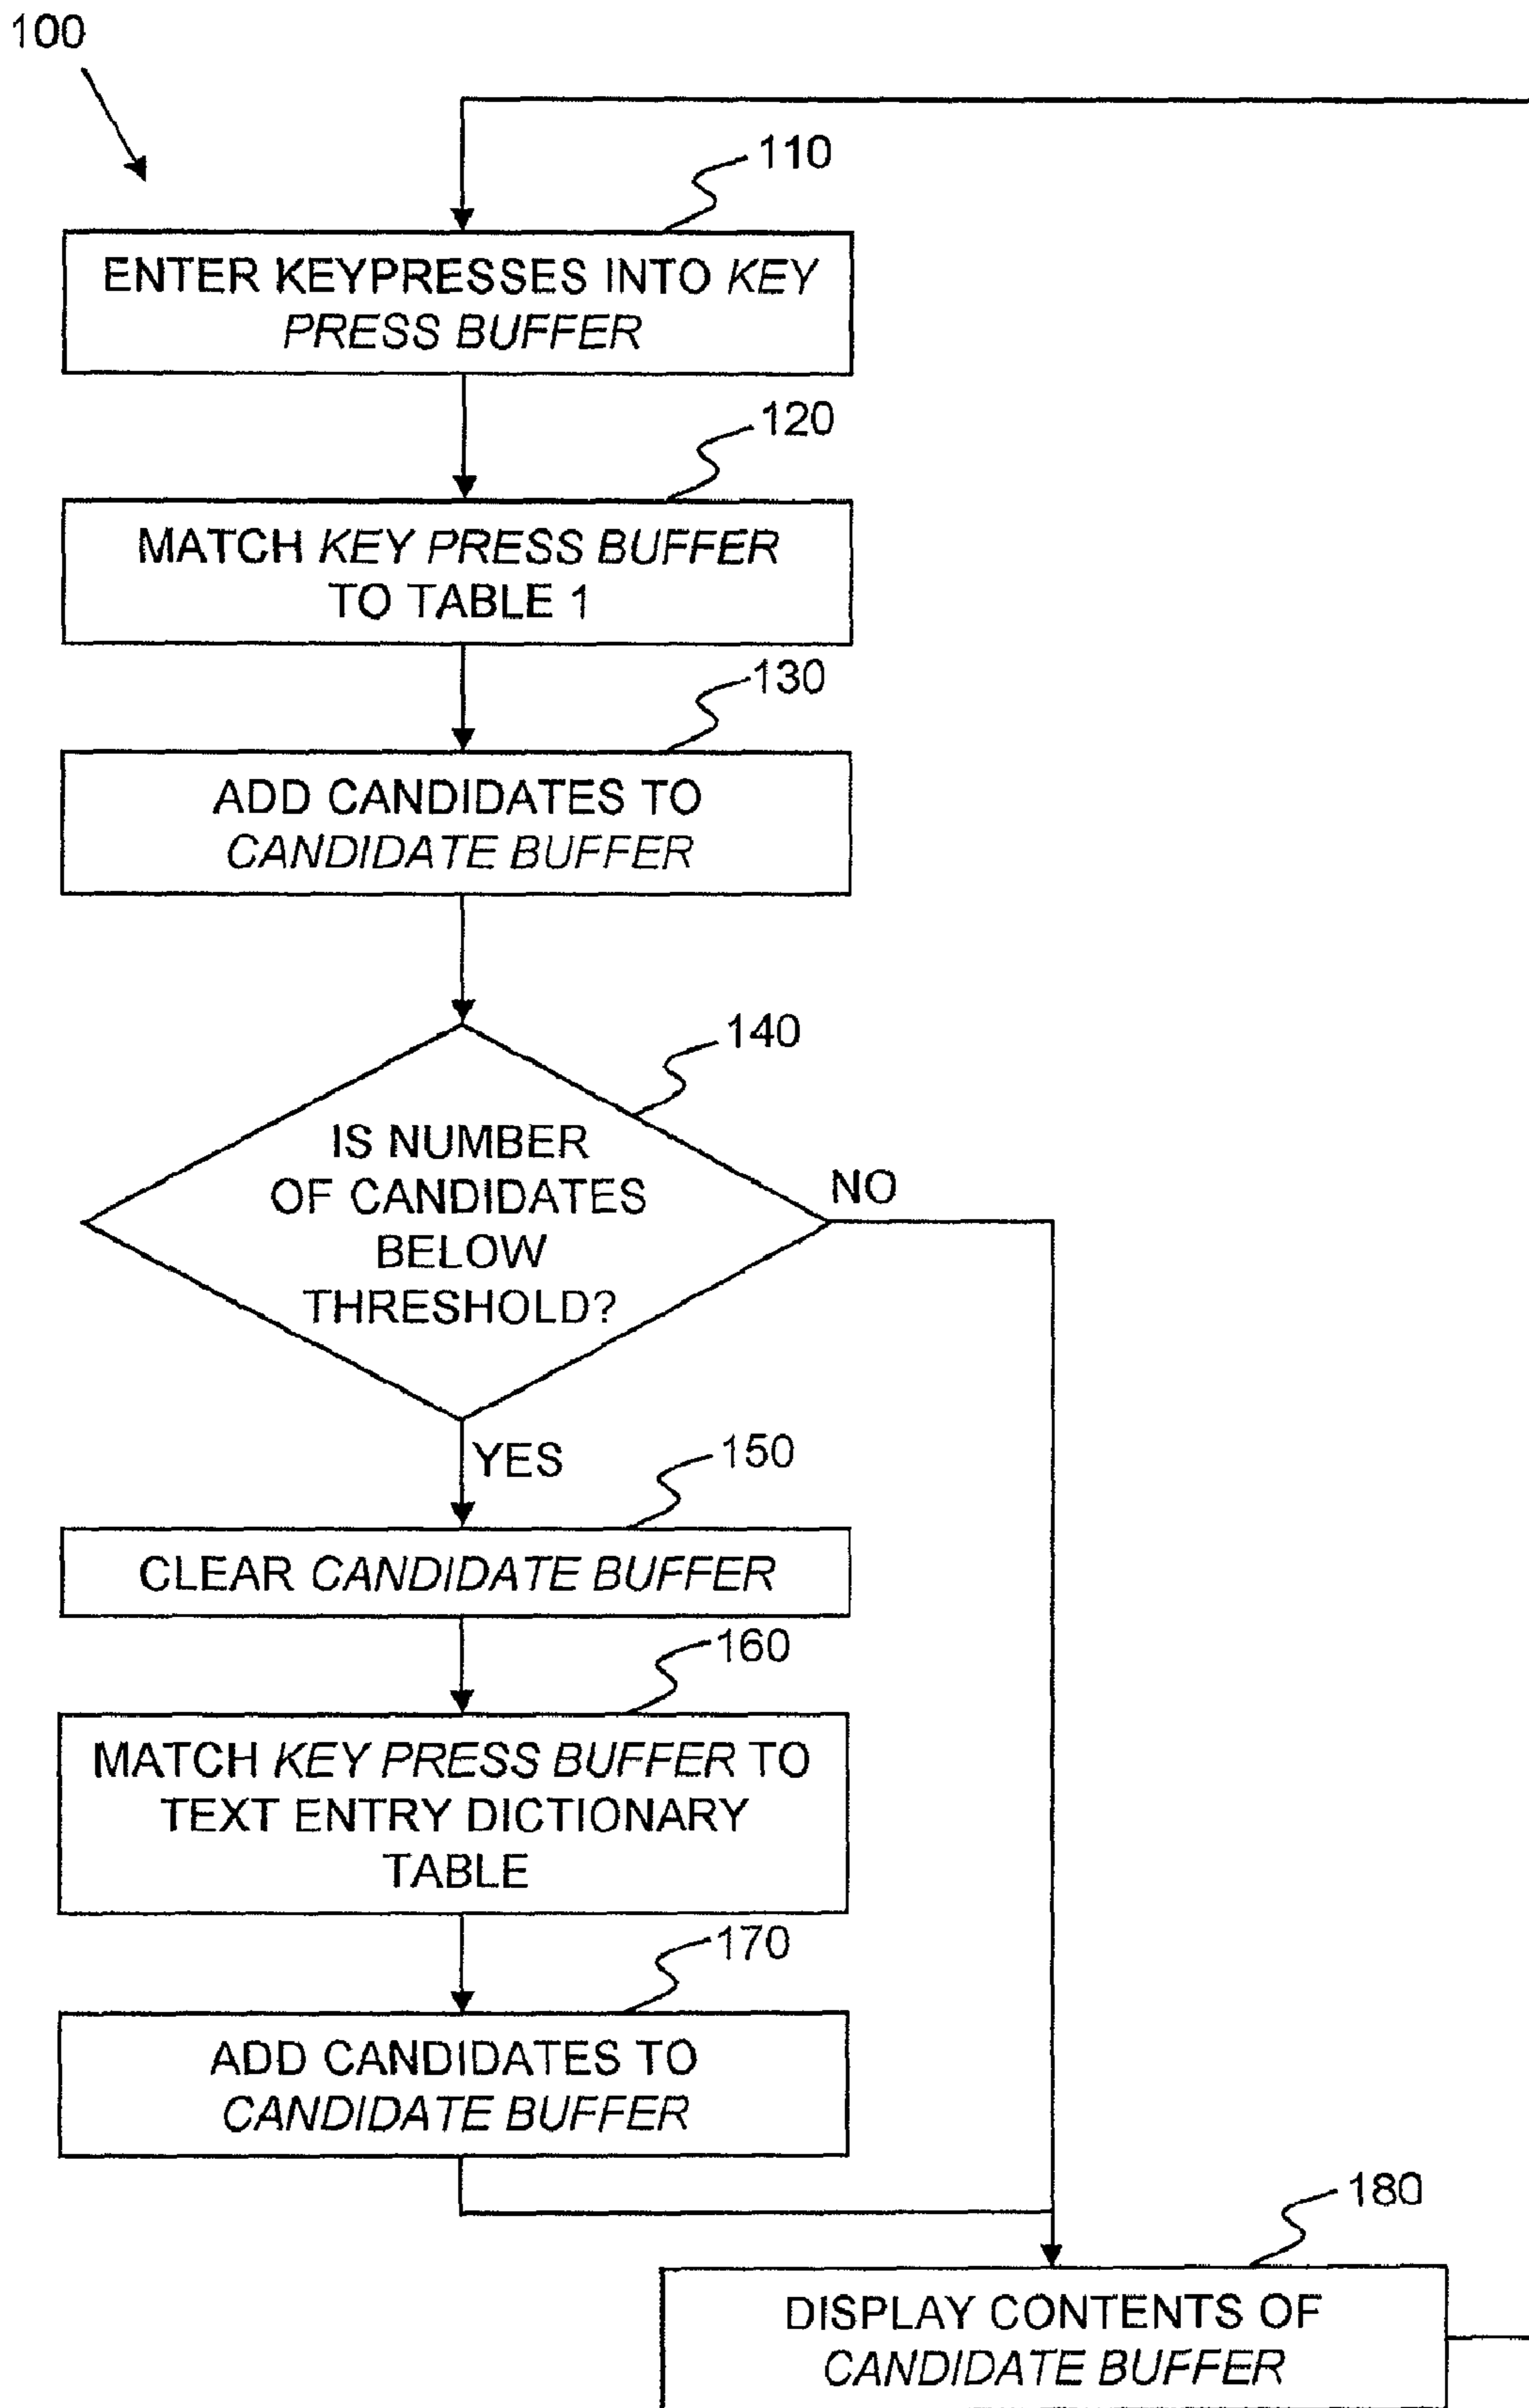 100
110
ENTER KEYPRESSES INTO KEY
PRESS BUFFER
120
MATCH KEY PRESS BUFFER
TO TABLE 1
130
ADD CANDIDATES TO
CANDIDATE BUFFER
140
IS NUMBER
OF CANDIDATES
BELOW
THRESHOLD?
NO
YES
150
CLEAR CANDIDATE BUFFER
160
MATCH KEY PRESS BUFFER TO
TEXT ENTRY DICTIONARY
TABLE
170
ADD CANDIDATES TO
CANDIDATE BUFFER
180
DISPLAY CONTENTS OF
CANDIDATE BUFFER